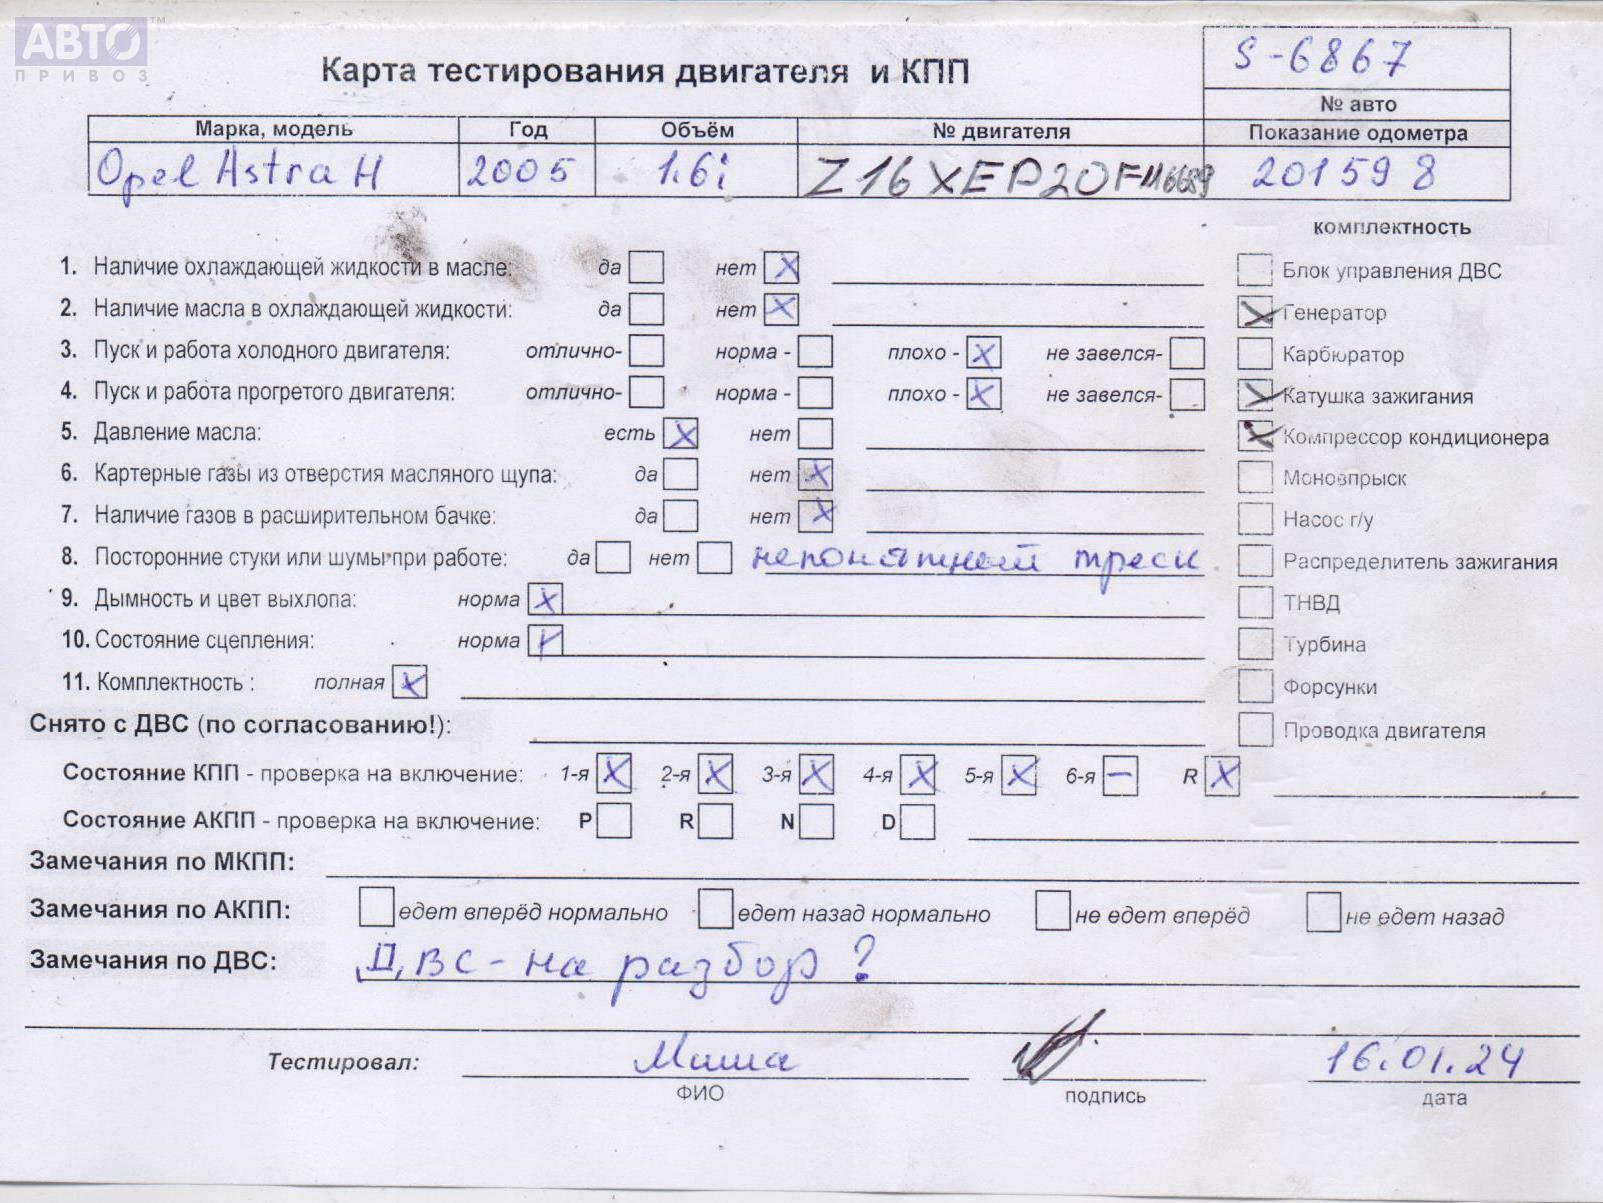 АВТО™
ПРИВОЗ
Карта тестирования двигателя и КПП
S-6867
№ авто
Марка, модель Год Объём № двигателя Показание одометра
Opel Astra H 2005 1.6i Z16XEP20FM6689 201598
комплектность
1. Наличие охлаждающей жидкости в масле: да нет X
Блок управления ДВС
2. Наличие масла в охлаждающей жидкости: да нет X
Генератор
3. Пуск и работа холодного двигателя: отлично- норма - плохо - X не завелся-
Карбюратор
4. Пуск и работа прогретого двигателя: отлично- норма - плохо - X не завелся-
Катушка зажигания
5. Давление масла: есть X нет
Компрессор кондиционера
6. Картерные газы из отверстия масляного щупа: да нет X
Моновпрыск
7. Наличие газов в расширительном бачке: да нет X
Насос г/у
8. Посторонние стуки или шумы при работе: да нет непонятный треск
Распределитель зажигания
9. Дымность и цвет выхлопа: норма X
ТНВД
10. Состояние сцепления: норма X
Турбина
11. Комплектность : полная X
Форсунки
Снято с ДВС (по согласованию!):
Проводка двигателя
Состояние КПП - проверка на включение: 1-я X 2-я X 3-я X 4-я X 5-я X 6-я — R X
Состояние АКПП - проверка на включение: P R N D
Замечания по МКПП:
Замечания по АКПП: едет вперёд нормально едет назад нормально не едет вперёд не едет назад
Замечания по ДВС: ДВС - на разбор?
Тестировал: Миша 16.01.24
ФИО подпись дата